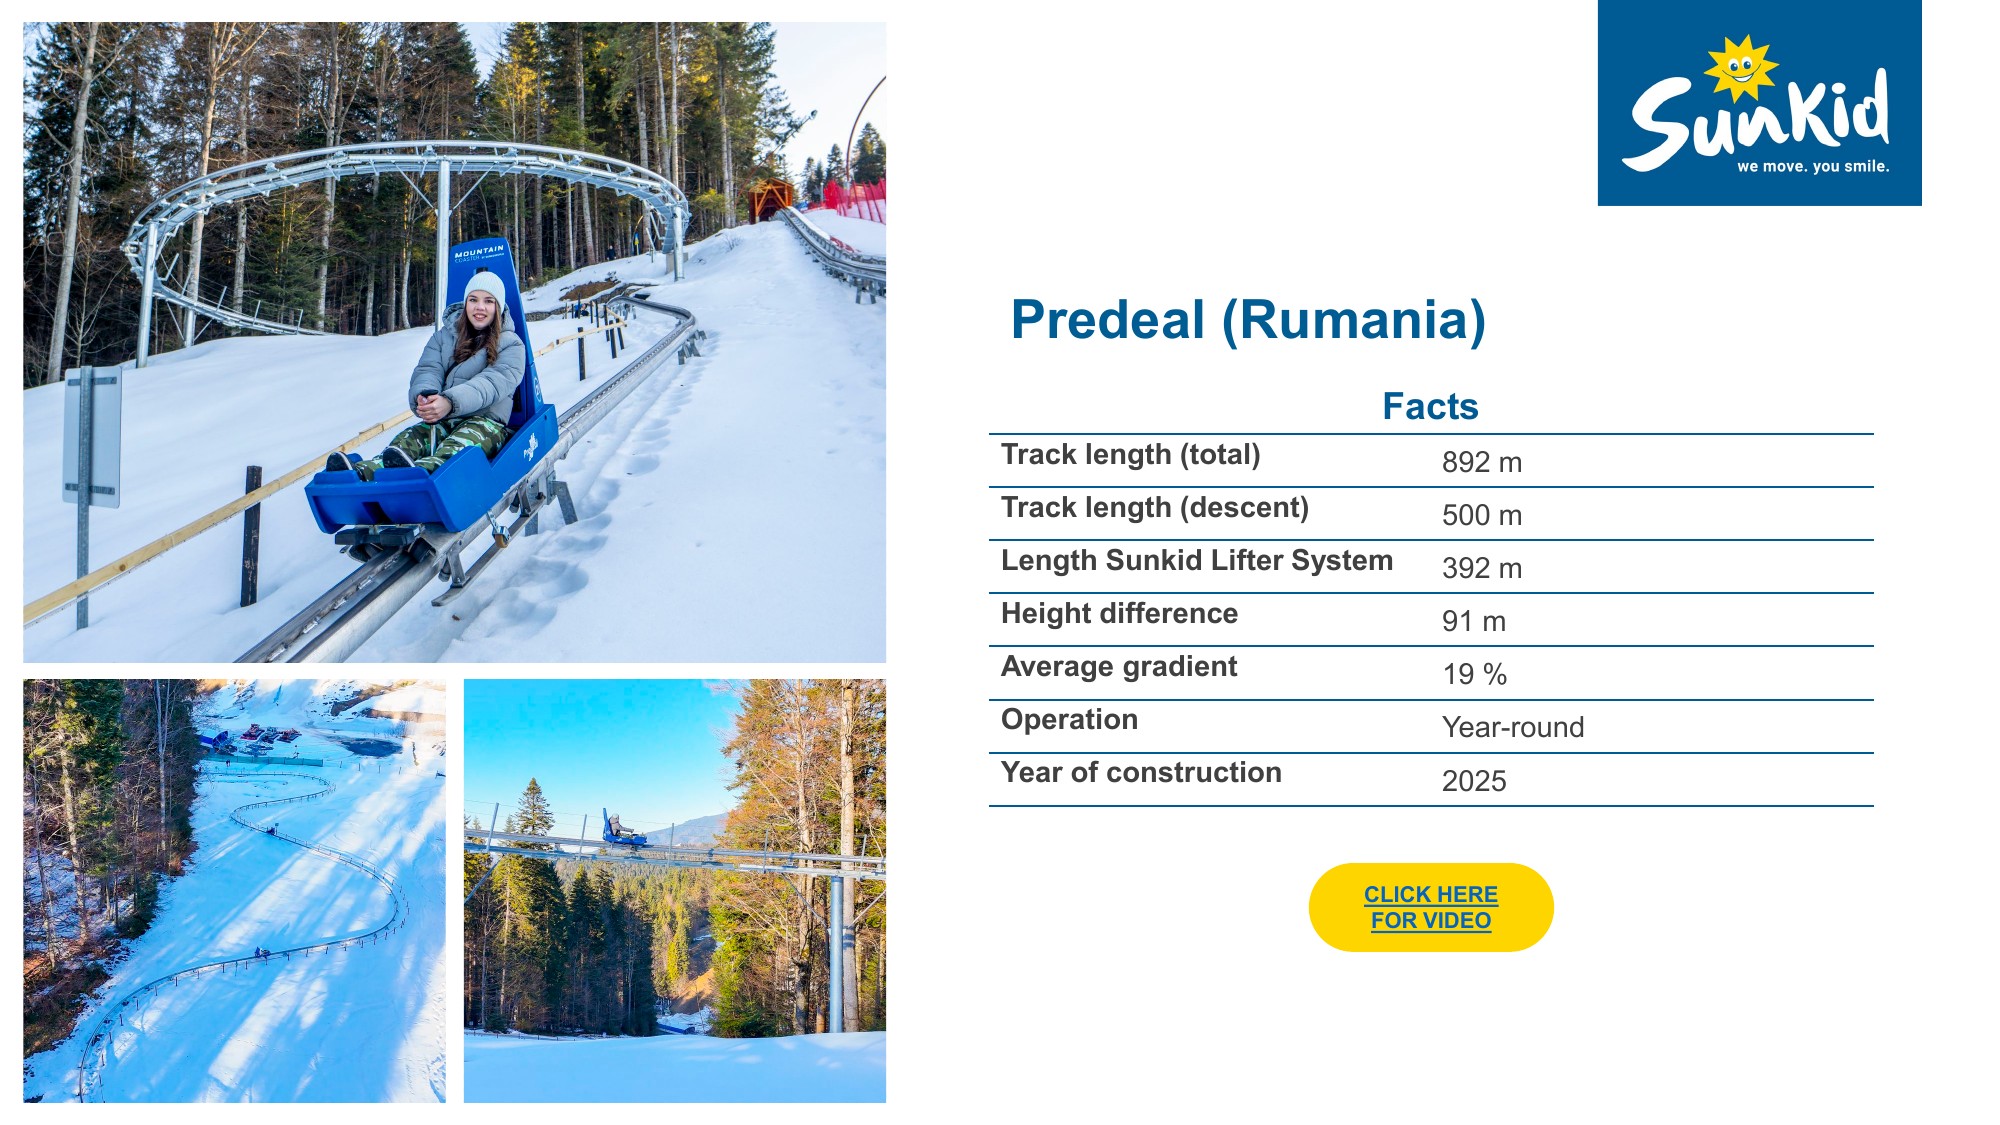 SunKid
we move. you smile.
MOUNTAIN
COASTER
Predeal (Rumania)
Facts
Track length (total) 892 m
Track length (descent) 500 m
Length Sunkid Lifter System 392 m
Height difference 91 m
Average gradient 19 %
Operation Year-round
Year of construction 2025
CLICK HERE
FOR VIDEO